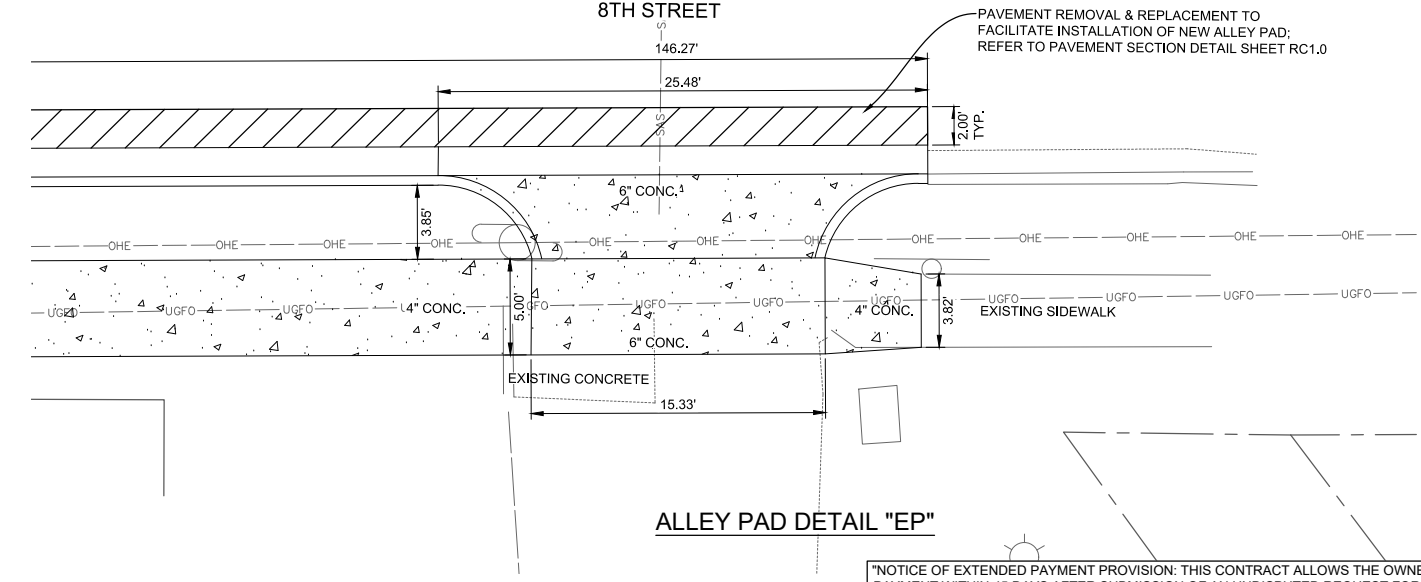 8TH STREET
PAVEMENT REMOVAL & REPLACEMENT TO
FACILITATE INSTALLATION OF NEW ALLEY PAD;
REFER TO PAVEMENT SECTION DETAIL SHEET RC1.0
S
146.27'
25.48'
SAS
2.00'
TYP.
6" CONC.
3.85'
OHE OHE OHE OHE OHE OHE OHE OHE OHE OHE OHE OHE
UGFO UGFO UGFO UGFO UGFO UGFO UGFO UGFO UGFO UGFO UGFO
4" CONC.
5.00'
6" CONC.
4" CONC.
3.82'
EXISTING SIDEWALK
EXISTING CONCRETE
15.33'
ALLEY PAD DETAIL "EP"
"NOTICE OF EXTENDED PAYMENT PROVISION: THIS CONTRACT ALLOWS THE OWNE